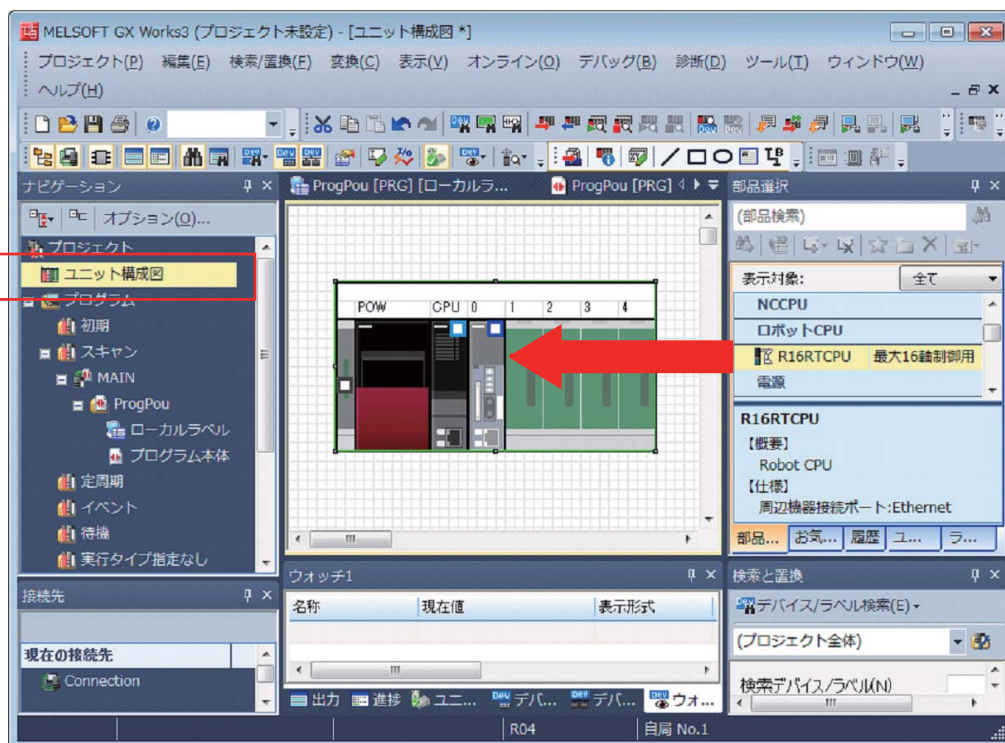 MELSOFT GX Works3 (プロジェクト未設定) - [ユニット構成図 *]
プロジェクト(P) 編集(E) 検索/置換(F) 変換(C) 表示(V) オンライン(O) デバッグ(B) 診断(D) ツール(T) ウィンドウ(W)
ヘルプ(H)
ナビゲーション
オプション(O)...
プロジェクト
ユニット構成図
プログラム
初期
スキャン
MAIN
ProgPou
ローカルラベル
プログラム本体
定周期
イベント
待機
実行タイプ指定なし
接続先
現在の接続先
Connection
ProgPou [PRG] [ローカルラ... ProgPou [PRG]
POW CPU 0 1 2 3 4
ウォッチ1
名称 現在値 表示形式
出力 進捗 ユニ... デバ... デバ... ウォ...
部品選択
(部品検索)
表示対象: 全て
NCCPU
ロボットCPU
R16RTCPU 最大16軸制御用
電源
R16RTCPU
【概要】
Robot CPU
【仕様】
周辺機器接続ポート:Ethernet
部品... お気... 履歴 ユ... ラ...
検索と置換
デバイス/ラベル検索(E)
(プロジェクト全体)
検索デバイス/ラベル(N)
R04 自局 No.1